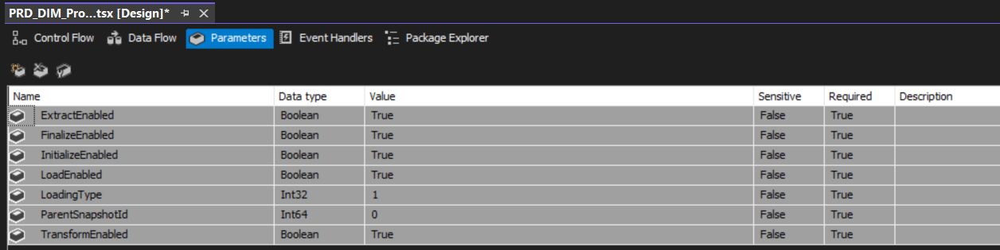 PRD_DIM_Pro...tsx [Design]*
Control Flow Data Flow Parameters Event Handlers Package Explorer
Name Data type Value Sensitive Required Description
ExtractEnabled Boolean True False True
FinalizeEnabled Boolean True False True
InitializeEnabled Boolean True False True
LoadEnabled Boolean True False True
LoadingType Int32 1 False True
ParentSnapshotId Int64 0 False True
TransformEnabled Boolean True False True